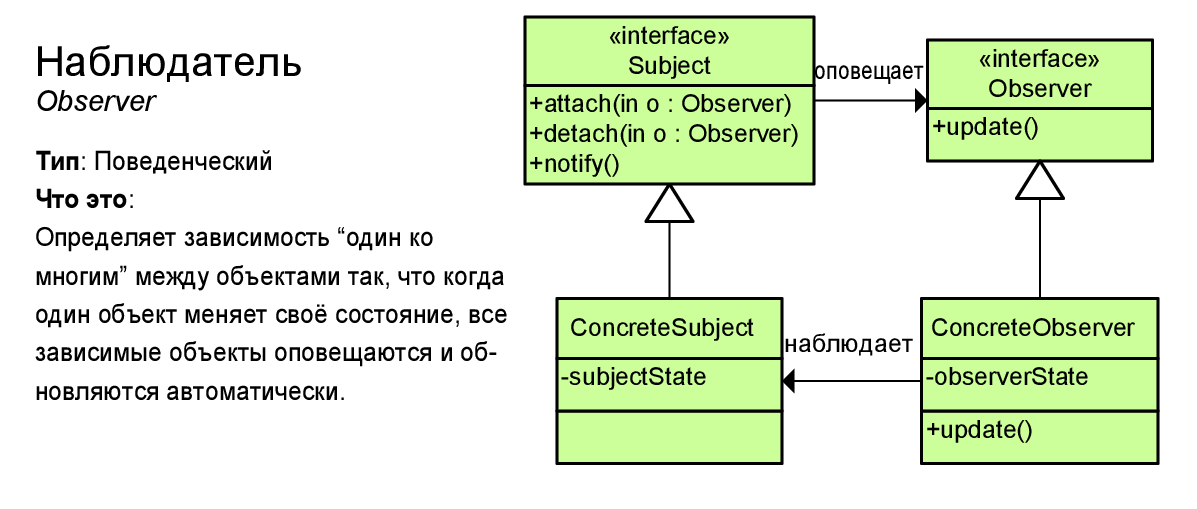 Наблюдатель
Observer
Тип: Поведенческий
Что это:
Определяет зависимость “один ко
многим” между объектами так, что когда
один объект меняет своё состояние, все
зависимые объекты оповещаются и об-
новляются автоматически.
«interface»
Subject
+attach(in o : Observer)
+detach(in o : Observer)
+notify()
оповещает
«interface»
Observer
+update()
ConcreteSubject
-subjectState
наблюдает
ConcreteObserver
-observerState
+update()